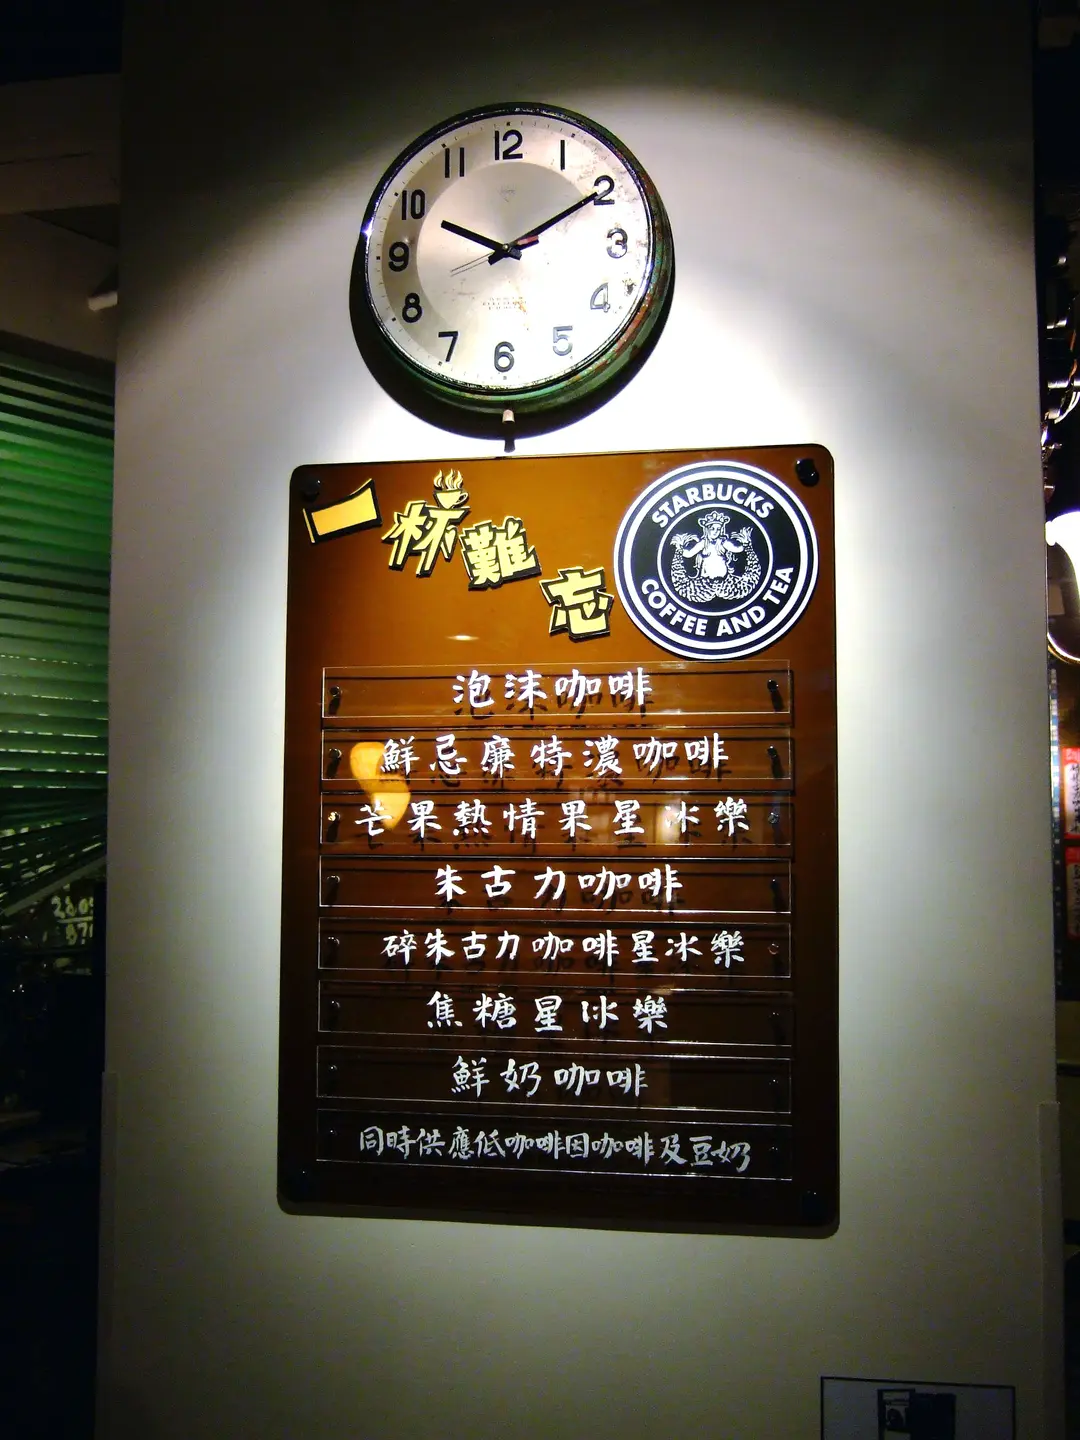 12
1
2
3
4
5
6
7
8
9
10
11
一杯難忘
STARBUCKS
COFFEE AND TEA
泡沫咖啡
鮮忌廉特濃咖啡
芒果熱情果星冰樂
朱古力咖啡
碎朱古力咖啡星冰樂
焦糖星冰樂
鮮奶咖啡
同時供應低咖啡因咖啡及豆奶